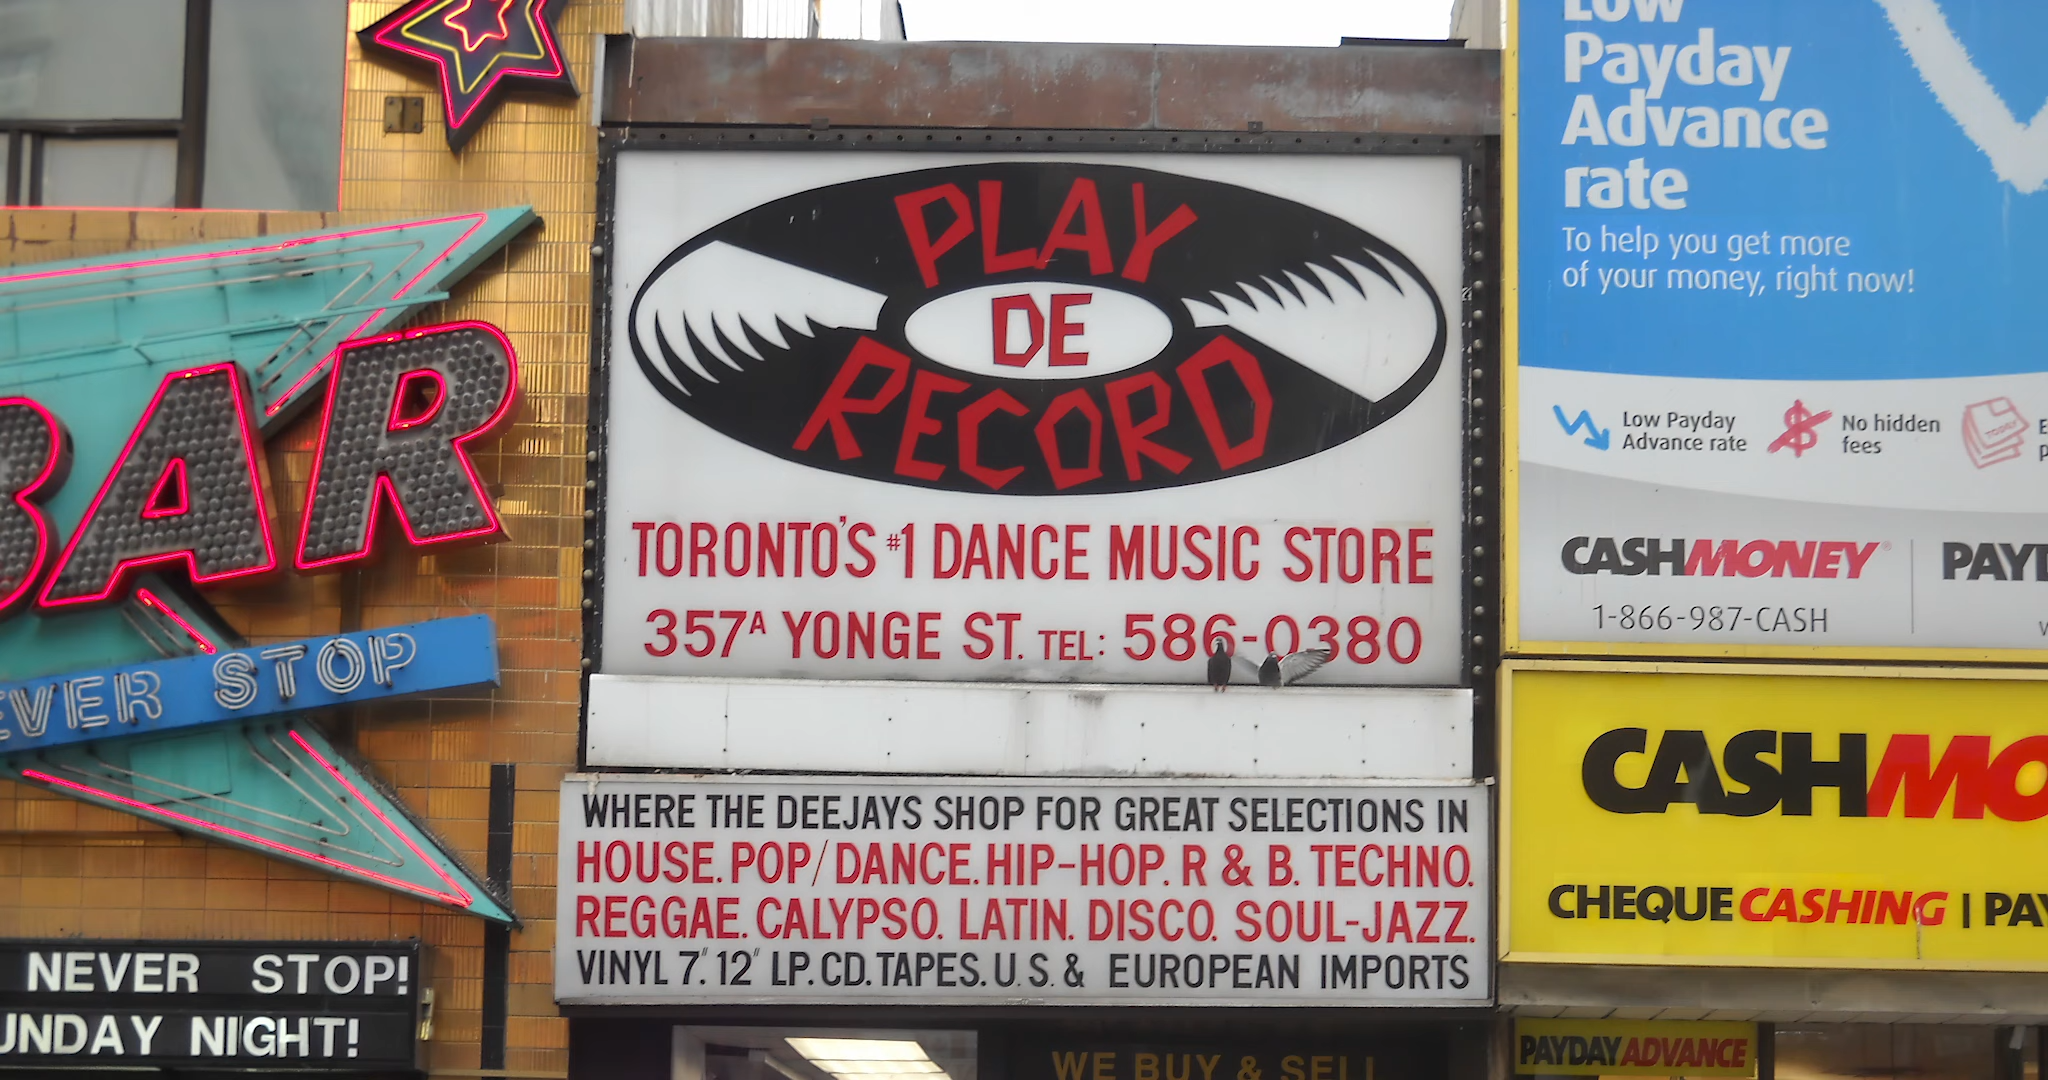 BAR
EVER STOP
NEVER STOP!
UNDAY NIGHT!
PLAY
DE
RECORD
TORONTO'S #1 DANCE MUSIC STORE
357A YONGE ST. TEL: 586-0380
WHERE THE DEEJAYS SHOP FOR GREAT SELECTIONS IN
HOUSE. POP/DANCE. HIP-HOP. R & B. TECHNO.
REGGAE. CALYPSO. LATIN. DISCO. SOUL-JAZZ.
VINYL 7". 12" LP. CD. TAPES. U.S. & EUROPEAN IMPORTS
WE BUY & SELL
Low
Payday
Advance
rate
To help you get more
of your money, right now!
Low Payday
Advance rate
No hidden
fees
TODAY
CASHMONEY®
1-866-987-CASH
PAYD
CASHMO
CHEQUE CASHING | PAY
PAYDAY ADVANCE